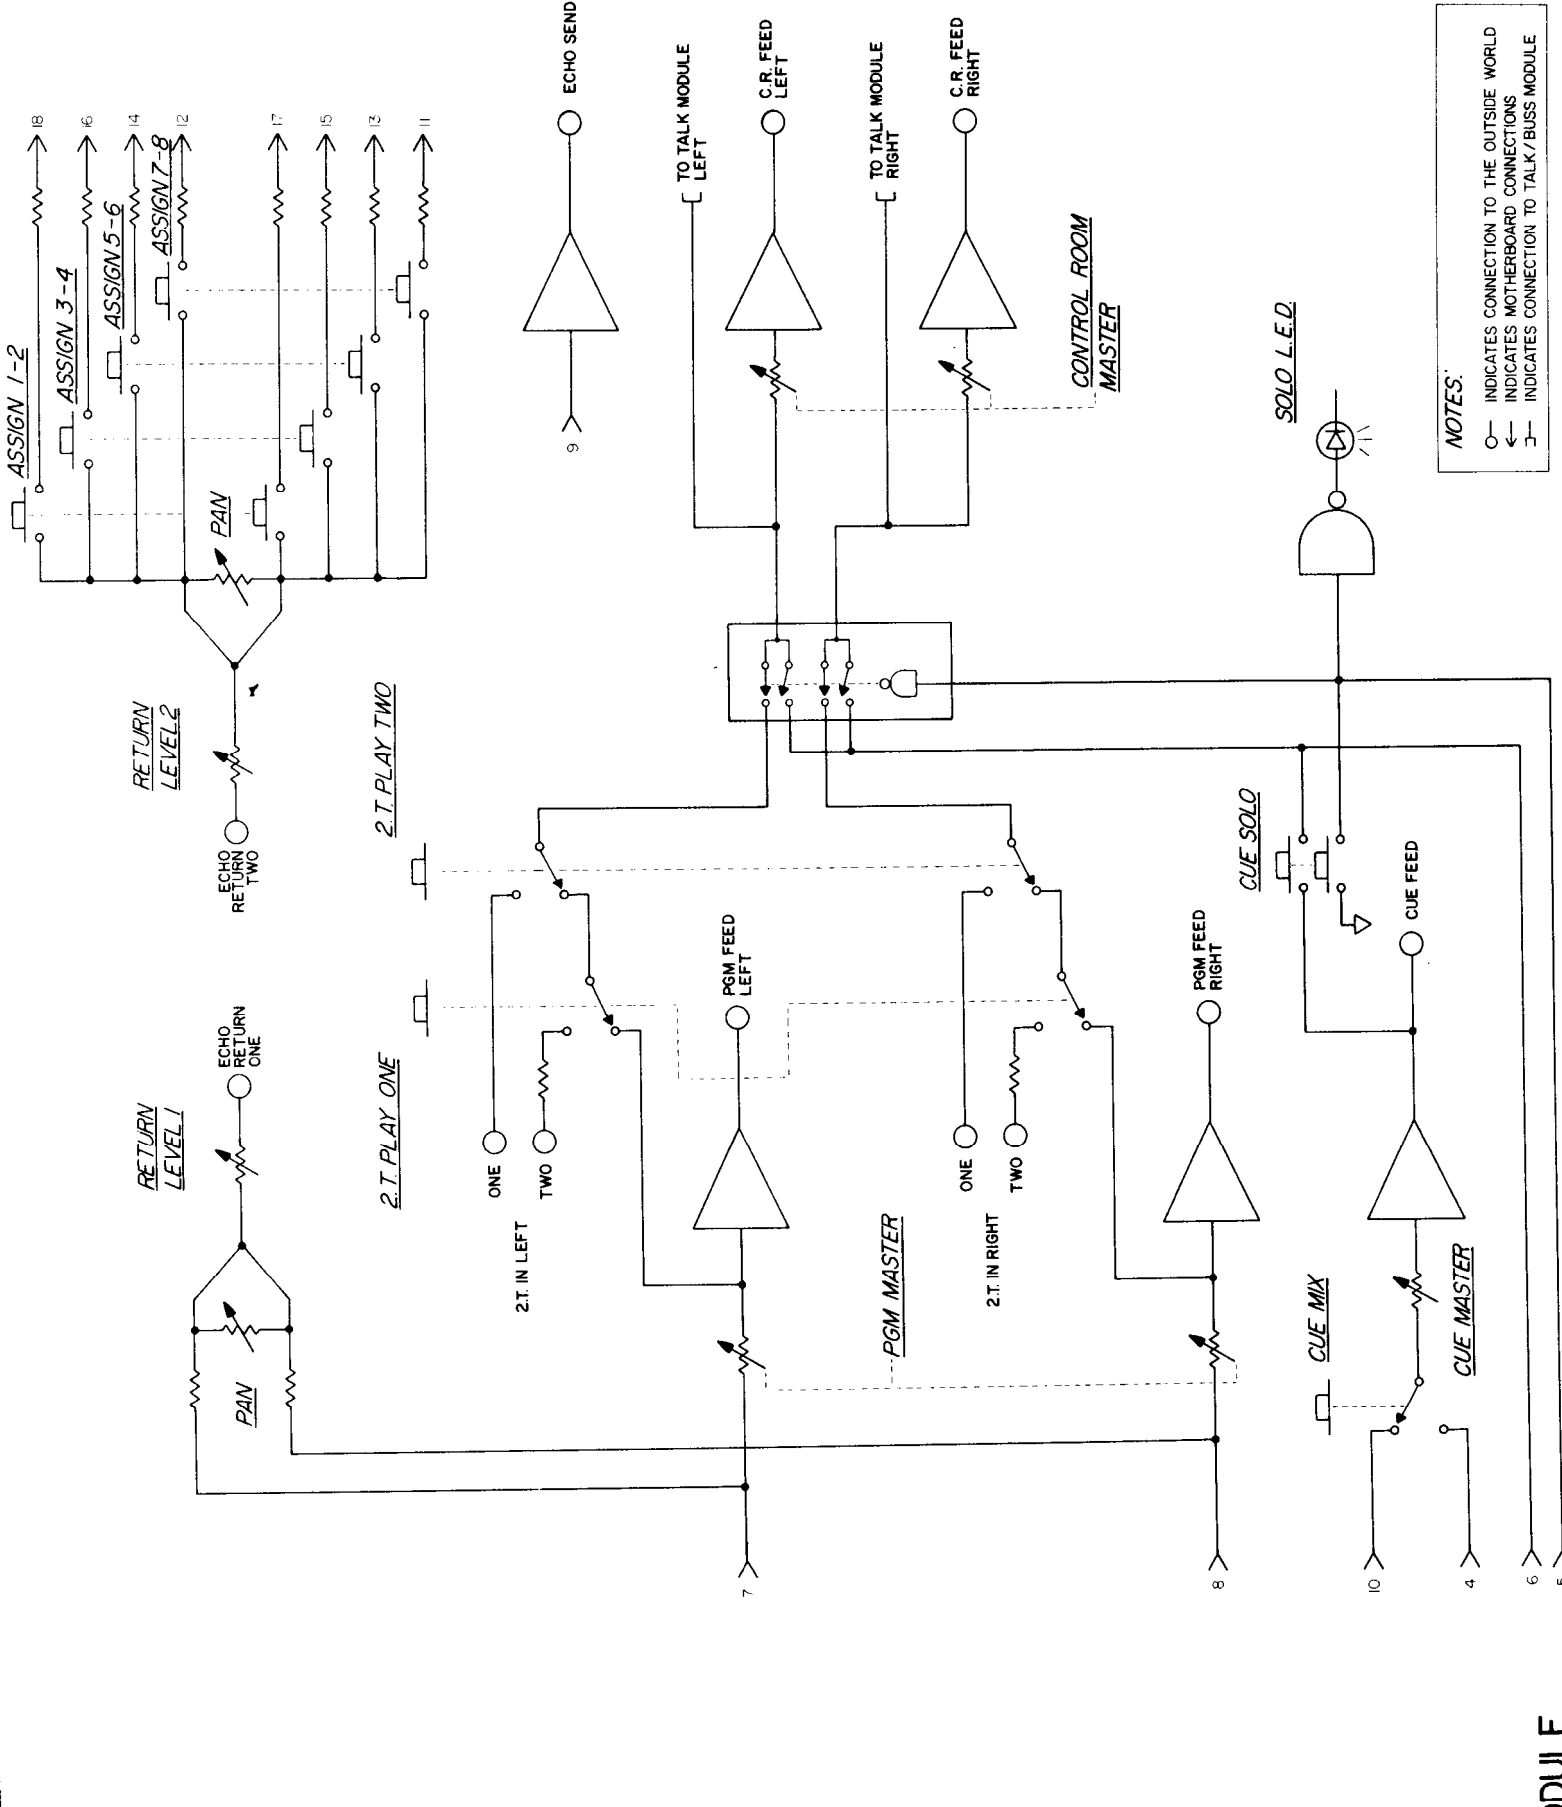 18
16
14
12
17
15
13
11
ASSIGN 1-2
ASSIGN 3-4
ASSIGN 5-6
ASSIGN 7-8
PAN
RETURN
LEVEL 2
ECHO
RETURN
TWO
ECHO
RETURN
ONE
RETURN
LEVEL 1
PAN
ECHO SEND
9
TO TALK MODULE
LEFT
C.R. FEED
LEFT
TO TALK MODULE
RIGHT
C.R. FEED
RIGHT
CONTROL ROOM
MASTER
2.T. PLAY TWO
2.T. PLAY ONE
ONE
TWO
2.T. IN LEFT
PGM FEED
LEFT
ONE
TWO
2.T. IN RIGHT
PGM MASTER
PGM FEED
RIGHT
SOLO L.E.D.
CUE SOLO
CUE FEED
CUE MIX
CUE MASTER
7
8
10
4
6
NOTES:
INDICATES CONNECTION TO THE OUTSIDE WORLD
INDICATES MOTHERBOARD CONNECTIONS
INDICATES CONNECTION TO TALK/BUSS MODULE